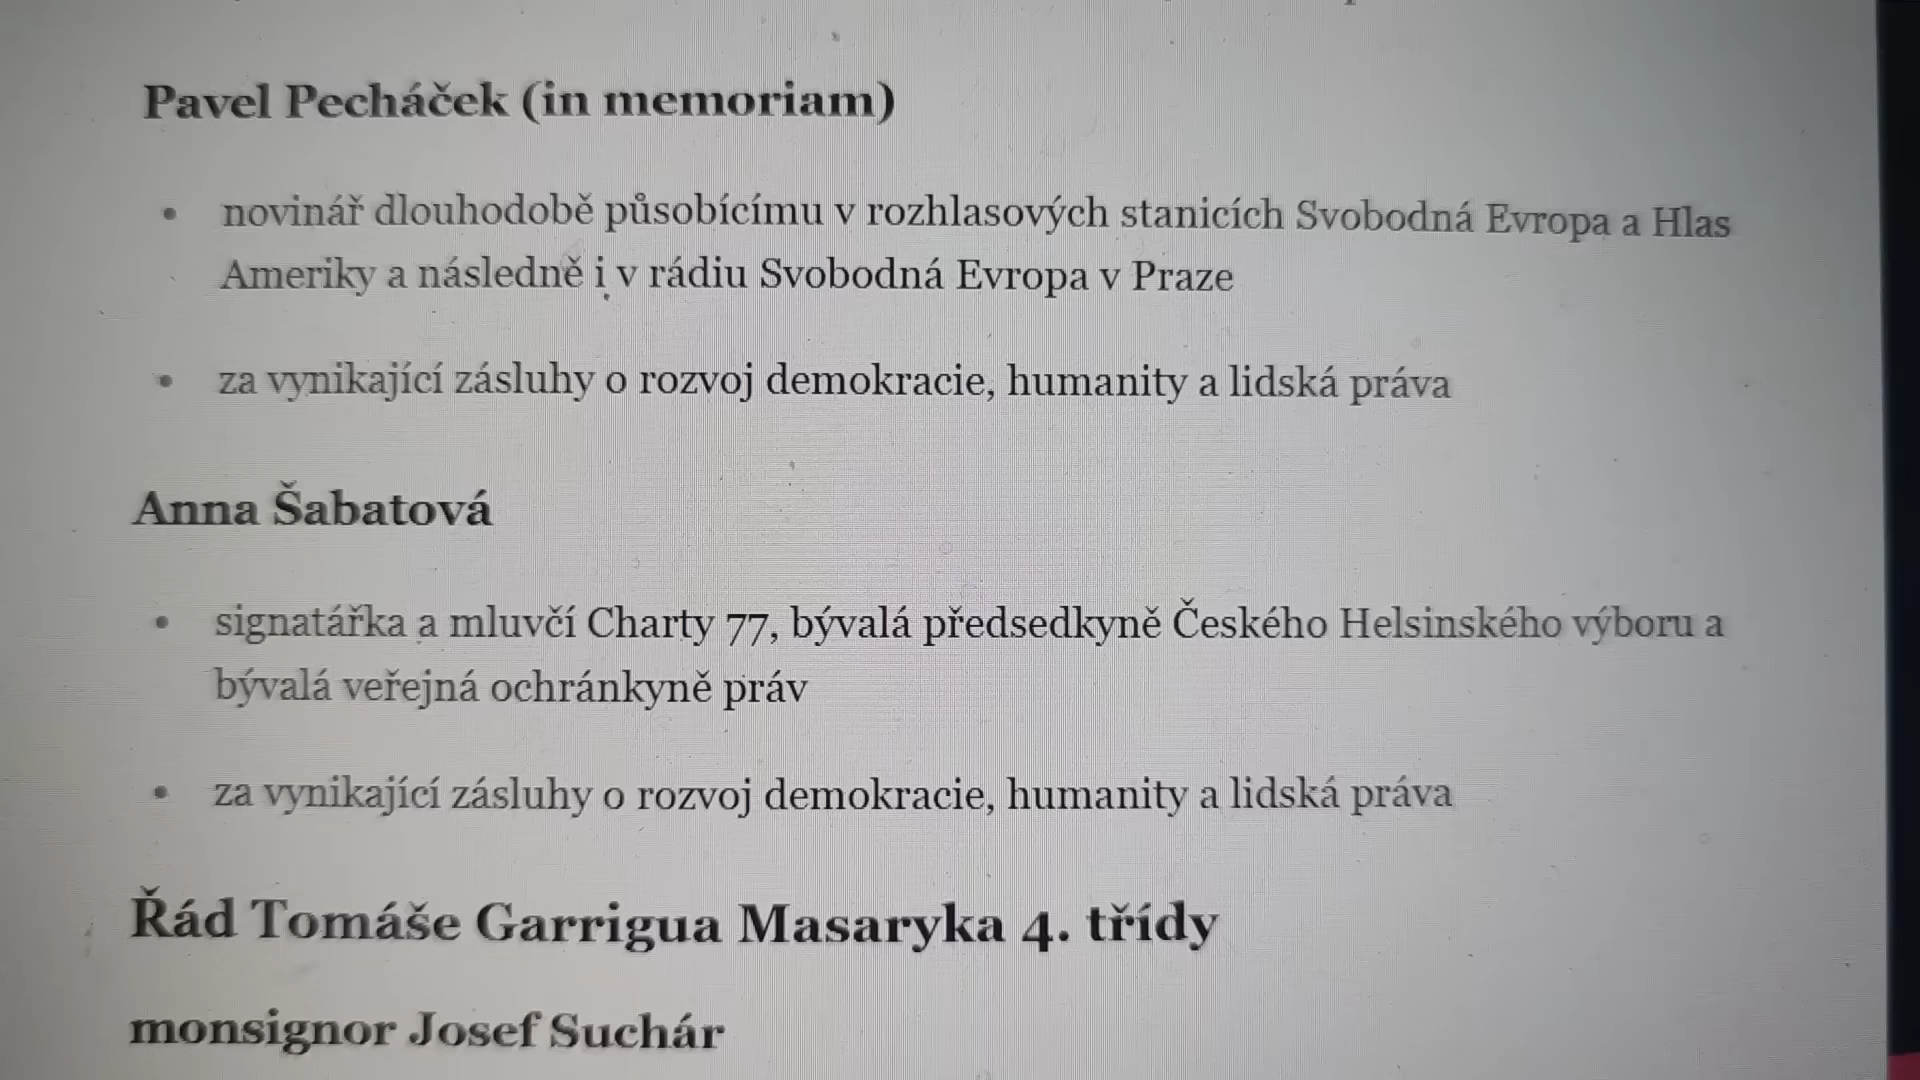 Pavel Pecháček (in memoriam)
• novinář dlouhodobě působícímu v rozhlasových stanicích Svobodná Evropa a Hlas
Ameriky a následně i v rádiu Svobodná Evropa v Praze
• za vynikající zásluhy o rozvoj demokracie, humanity a lidská práva
Anna Šabatová
• signatářka a mluvčí Charty 77, bývalá předsedkyně Českého Helsinského výboru a
bývalá veřejná ochránkyně práv
• za vynikající zásluhy o rozvoj demokracie, humanity a lidská práva
Řád Tomáše Garrigua Masaryka 4. třídy
monsignor Josef Suchár